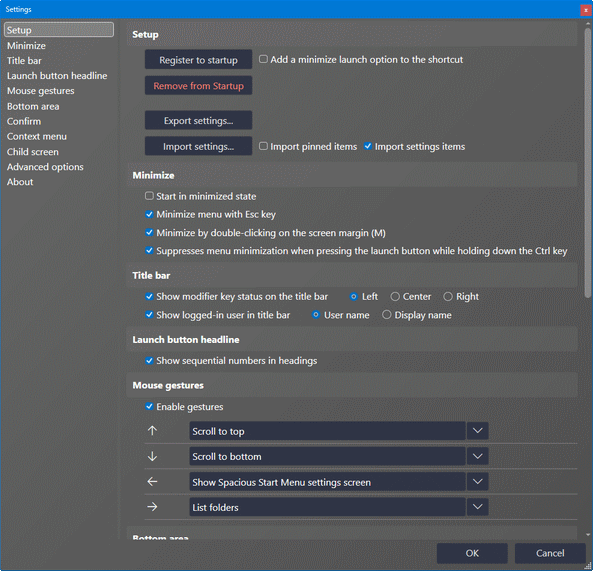 Settings
x
Setup
Minimize
Title bar
Launch button headline
Mouse gestures
Bottom area
Confirm
Context menu
Child screen
Advanced options
About
Setup
Register to startup Add a minimize launch option to the shortcut
Remove from Startup
Export settings...
Import settings... Import pinned items Import settings items
Minimize
Start in minimized state
Minimize menu with Esc key
Minimize by double-clicking on the screen margin (M)
Suppresses menu minimization when pressing the launch button while holding down the Ctrl key
Title bar
Show modifier key status on the title bar Left Center Right
Show logged-in user in title bar User name Display name
Launch button headline
Show sequential numbers in headings
Mouse gestures
Enable gestures
↑ Scroll to top
↓ Scroll to bottom
← Show Spacious Start Menu settings screen
→ List folders
Bottom area
OK Cancel